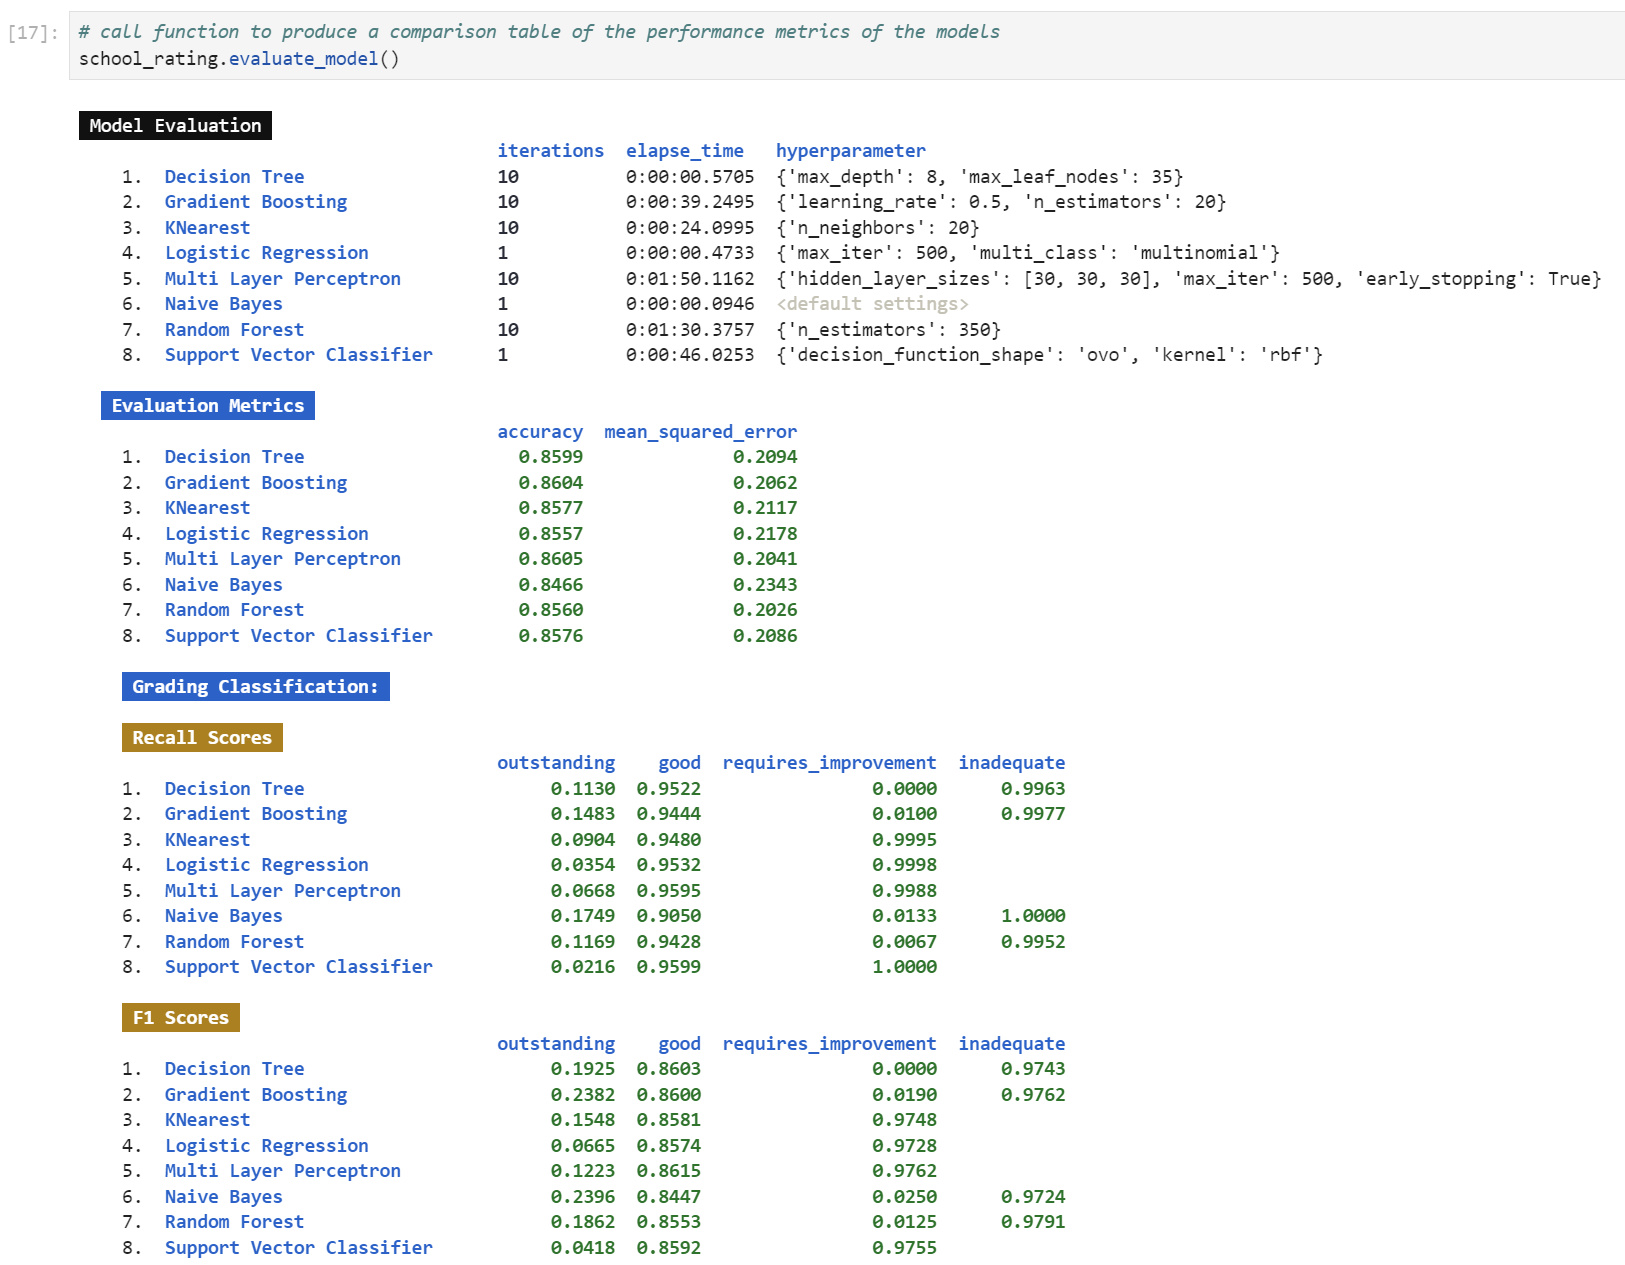 [17]: # call function to produce a comparison table of the performance metrics of the models
school_rating.evaluate_model()
Model Evaluation
iterations elapse_time hyperparameter
1. Decision Tree 10 0:00:00.5705 {'max_depth': 8, 'max_leaf_nodes': 35}
2. Gradient Boosting 10 0:00:39.2495 {'learning_rate': 0.5, 'n_estimators': 20}
3. KNearest 10 0:00:24.0995 {'n_neighbors': 20}
4. Logistic Regression 1 0:00:00.4733 {'max_iter': 500, 'multi_class': 'multinomial'}
5. Multi Layer Perceptron 10 0:01:50.1162 {'hidden_layer_sizes': [30, 30, 30], 'max_iter': 500, 'early_stopping': True}
6. Naive Bayes 1 0:00:00.0946 <default settings>
7. Random Forest 10 0:01:30.3757 {'n_estimators': 350}
8. Support Vector Classifier 1 0:00:46.0253 {'decision_function_shape': 'ovo', 'kernel': 'rbf'}
Evaluation Metrics
accuracy mean_squared_error
1. Decision Tree 0.8599 0.2094
2. Gradient Boosting 0.8604 0.2062
3. KNearest 0.8577 0.2117
4. Logistic Regression 0.8557 0.2178
5. Multi Layer Perceptron 0.8605 0.2041
6. Naive Bayes 0.8466 0.2343
7. Random Forest 0.8560 0.2026
8. Support Vector Classifier 0.8576 0.2086
Grading Classification:
Recall Scores
outstanding good requires_improvement inadequate
1. Decision Tree 0.1130 0.9522 0.0000 0.9963
2. Gradient Boosting 0.1483 0.9444 0.0100 0.9977
3. KNearest 0.0904 0.9480 0.9995
4. Logistic Regression 0.0354 0.9532 0.9998
5. Multi Layer Perceptron 0.0668 0.9595 0.9988
6. Naive Bayes 0.1749 0.9050 0.0133 1.0000
7. Random Forest 0.1169 0.9428 0.0067 0.9952
8. Support Vector Classifier 0.0216 0.9599 1.0000
F1 Scores
outstanding good requires_improvement inadequate
1. Decision Tree 0.1925 0.8603 0.0000 0.9743
2. Gradient Boosting 0.2382 0.8600 0.0190 0.9762
3. KNearest 0.1548 0.8581 0.9748
4. Logistic Regression 0.0665 0.8574 0.9728
5. Multi Layer Perceptron 0.1223 0.8615 0.9762
6. Naive Bayes 0.2396 0.8447 0.0250 0.9724
7. Random Forest 0.1862 0.8553 0.0125 0.9791
8. Support Vector Classifier 0.0418 0.8592 0.9755